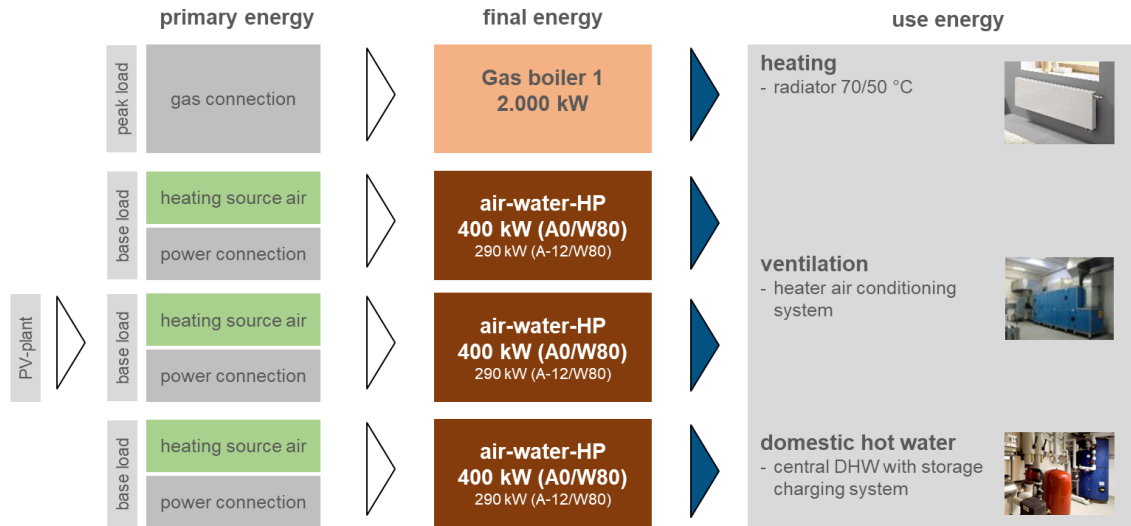 primary energy
final energy
use energy
peak load
gas connection
Gas boiler 1
2.000 kW
heating
- radiator 70/50 °C
base load
heating source air
power connection
air-water-HP
400 kW (A0/W80)
290 kW (A-12/W80)
ventilation
- heater air conditioning
system
PV-plant
base load
heating source air
power connection
air-water-HP
400 kW (A0/W80)
290 kW (A-12/W80)
base load
heating source air
power connection
air-water-HP
400 kW (A0/W80)
290 kW (A-12/W80)
domestic hot water
- central DHW with storage
charging system